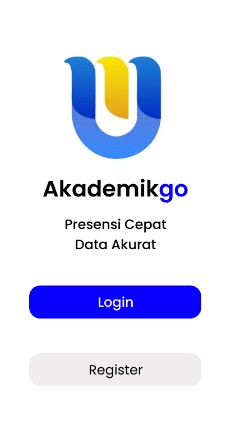 Akademikgo
Presensi Cepat
Data Akurat
Login
Register